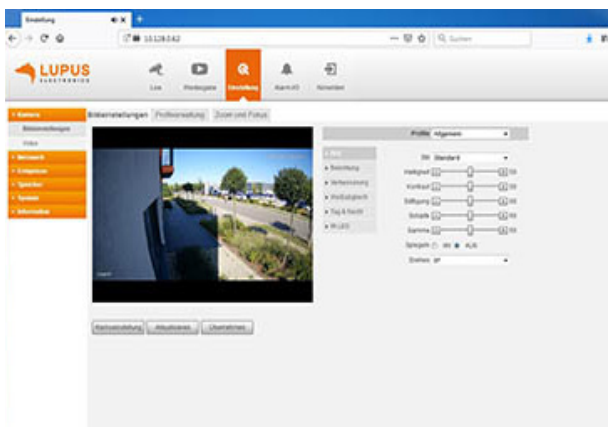 Einstellung
10.128.0.62
Suchen
LUPUS
ELECTRONICS
Live
Wiedergabe
Einstellung
Alarm I/O
Abmelden
Kamera
Bildeinstellungen
Video
Netzwerk
Ereignisse
Speicher
System
Information
Bildeinstellungen Profilverwaltung Zoom und Fokus
Profile Allgemein
Bild
Belichtung
Weißabgleich
Tag & Nacht
IR-LED
Stil Standard
Helligkeit 50
Kontrast 50
Sättigung 50
Schärfe 50
Gamma 50
Spiegeln AN AUS
Drehen 0°
Werkseinstellung Aktualisieren Übernehmen